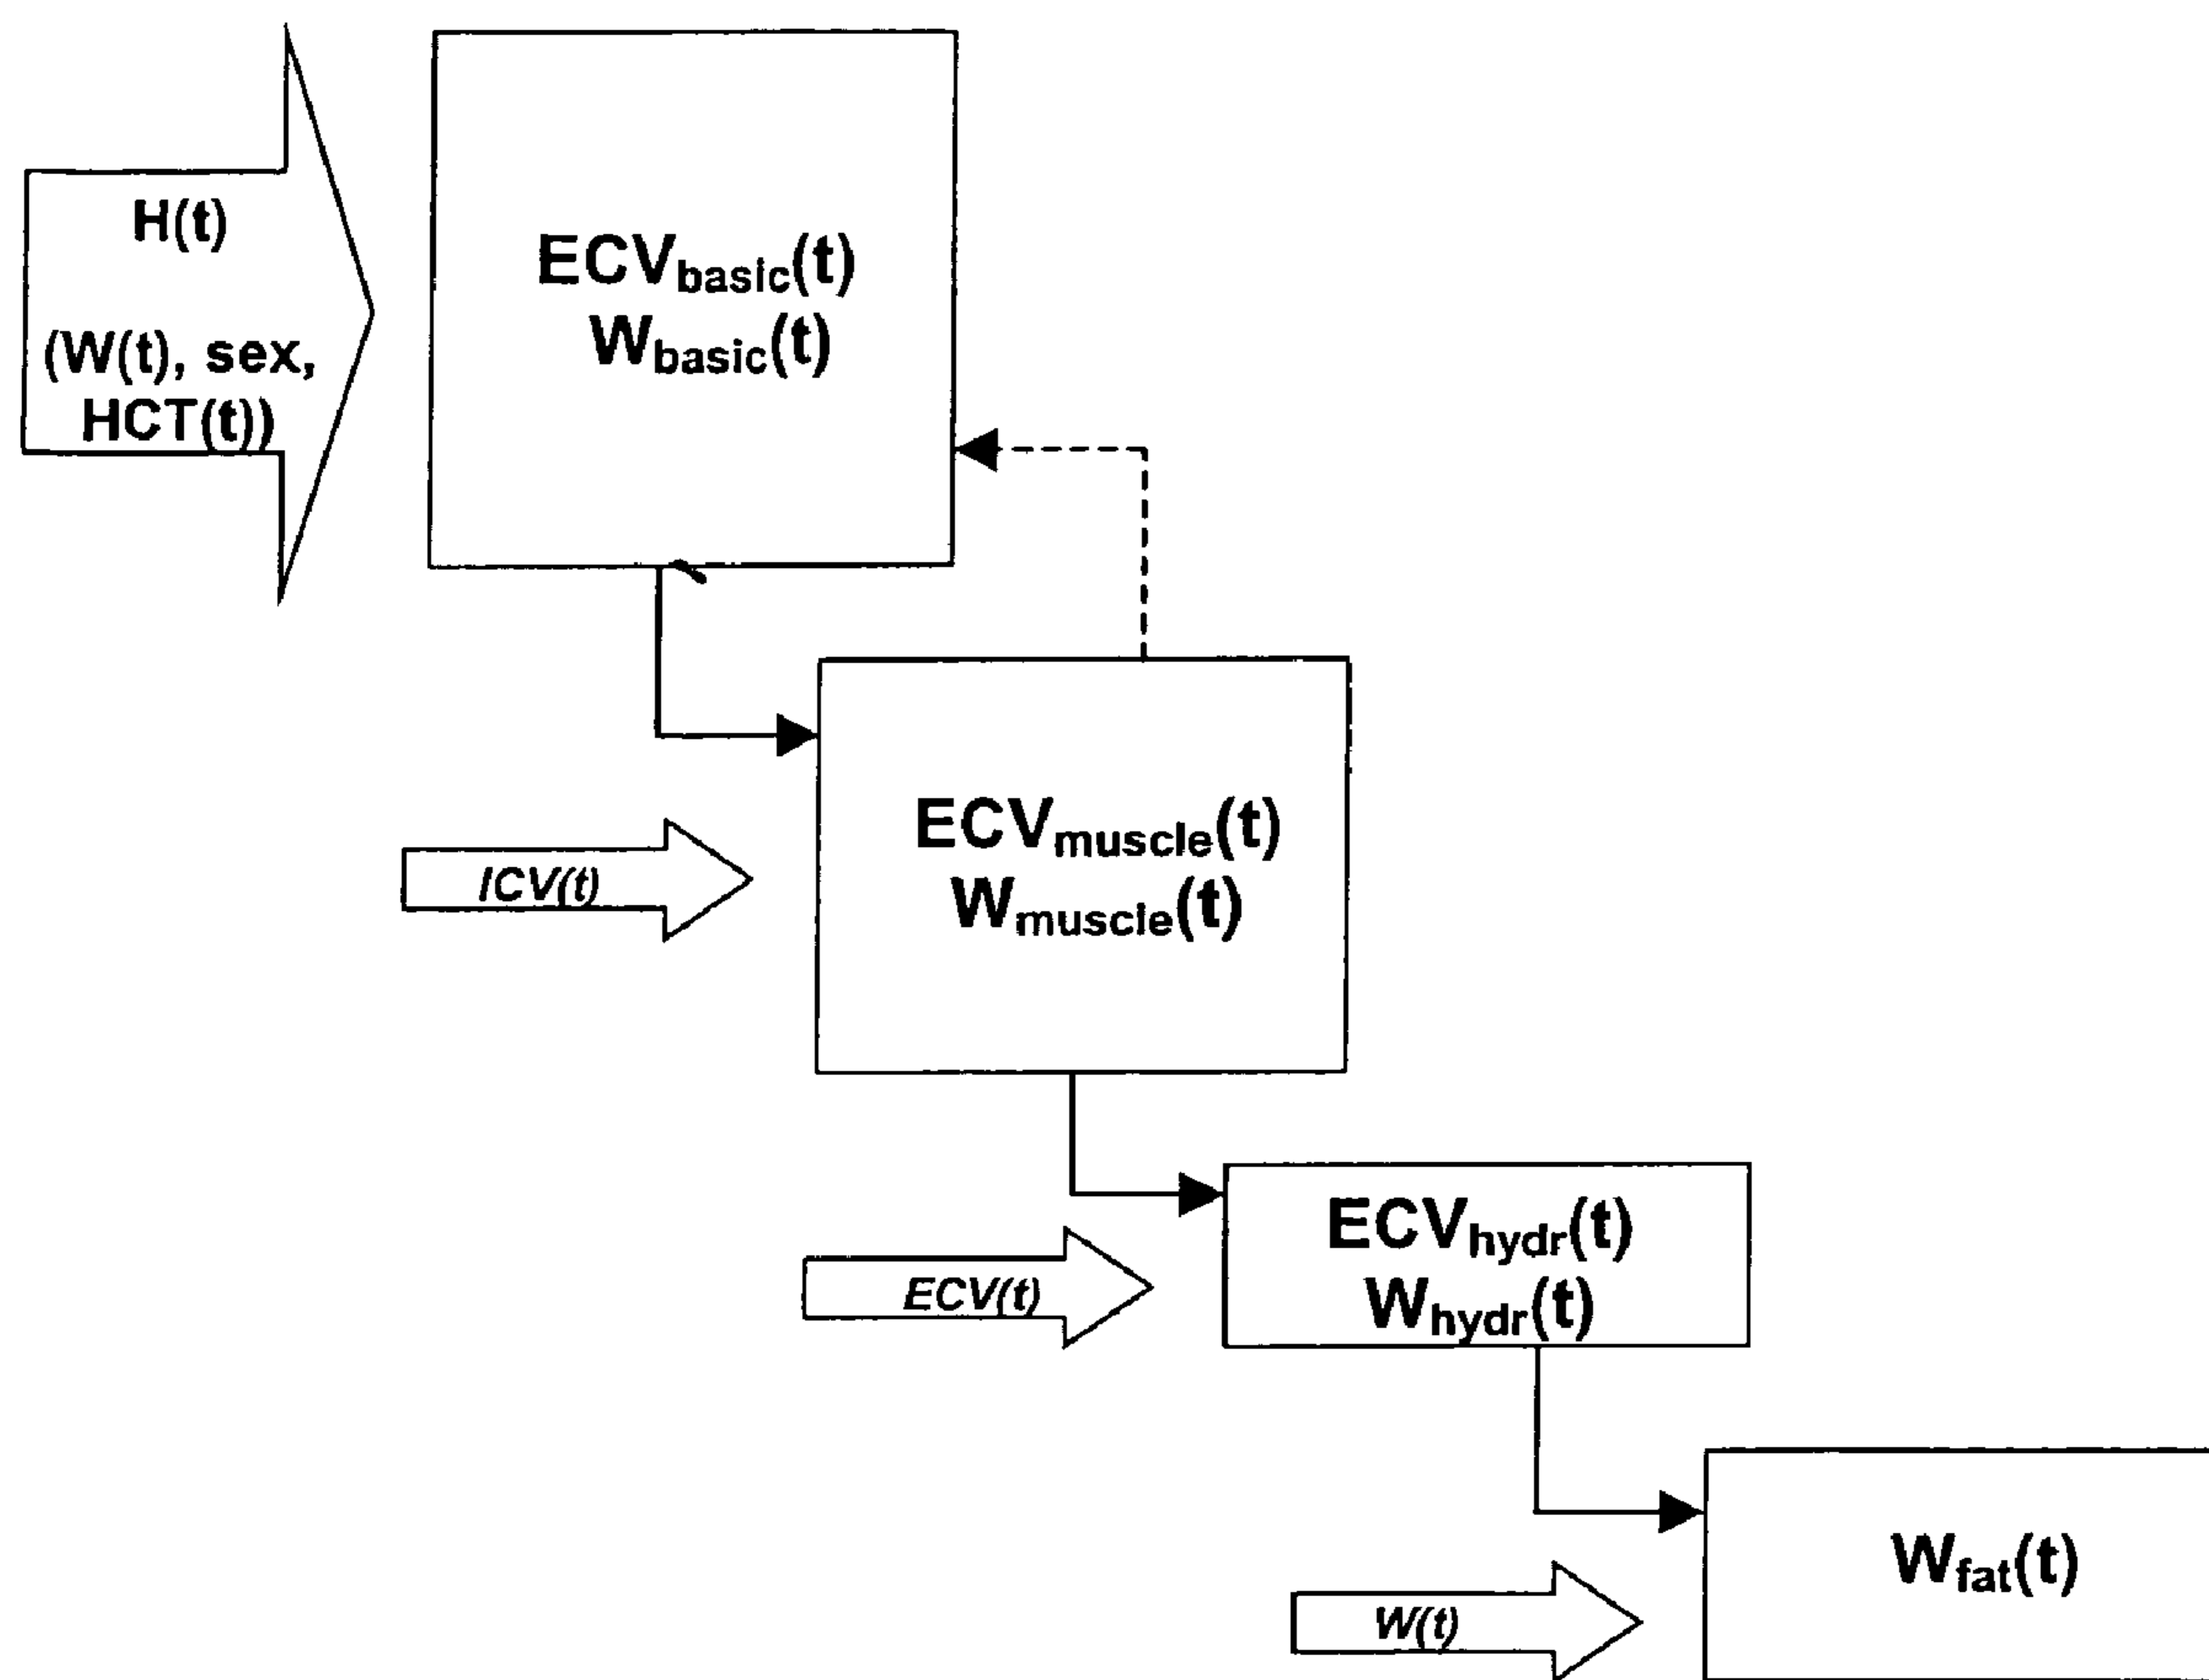 H(t)
(W(t), sex,
HCT(t))
ECVbasic(t)
Wbasic(t)
ICV(t)
ECVmuscle(t)
Wmuscle(t)
ECV(t)
ECVhydr(t)
Whydr(t)
W(t)
Wfat(t)